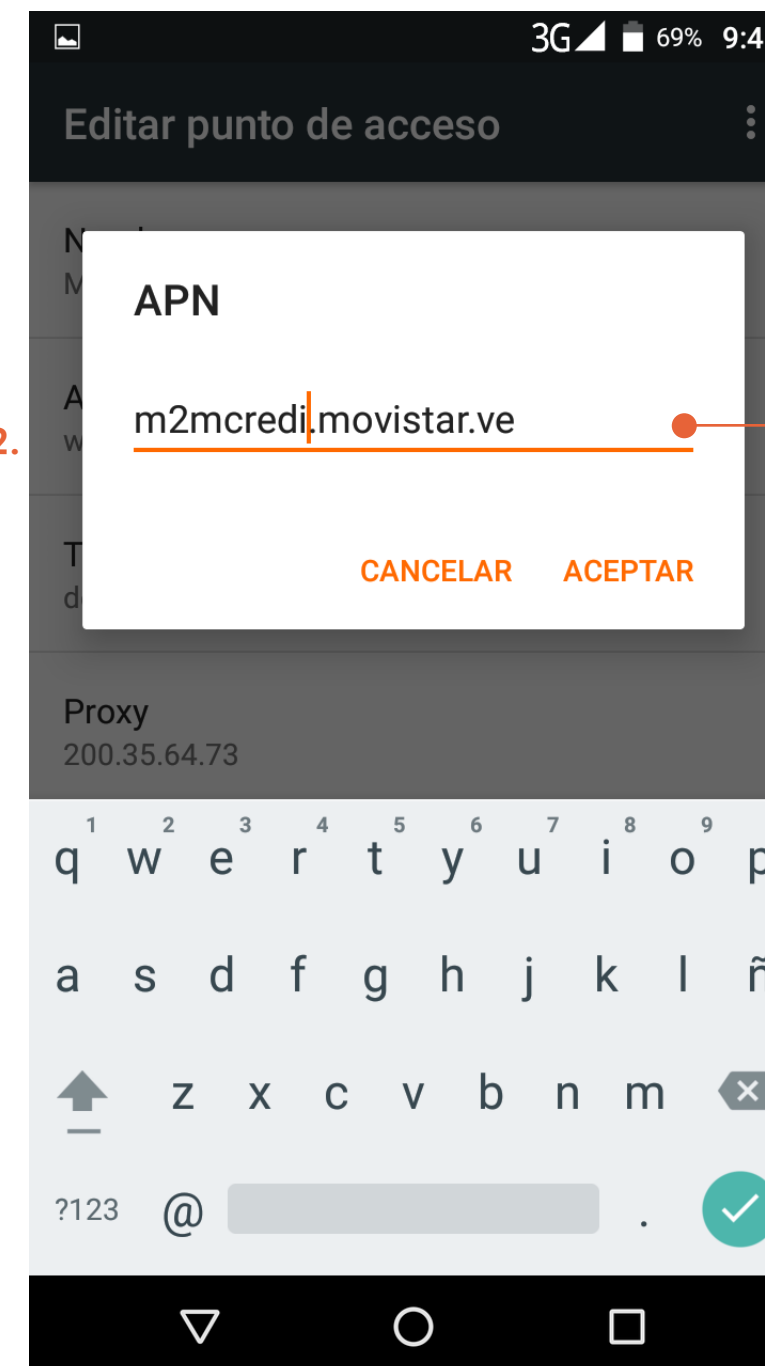 3G 69% 9:4
Editar punto de acceso
APN
2.
m2mcredi.movistar.ve
CANCELAR ACEPTAR
Proxy
200.35.64.73
1 2 3 4 5 6 7 8 9
q w e r t y u i o p
a s d f g h j k l ñ
z x c v b n m
?123 @ .